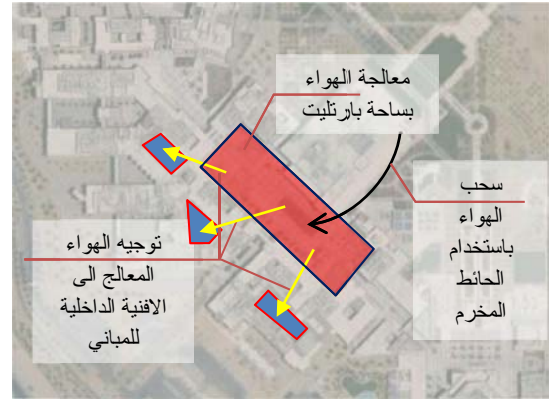 معالجة الهواء
بساحة بارتليت
سحب
الهواء
باستخدام
الحائط
المخرم
توجيه الهواء
المعالج الى
الافنية الداخلية
للمباني